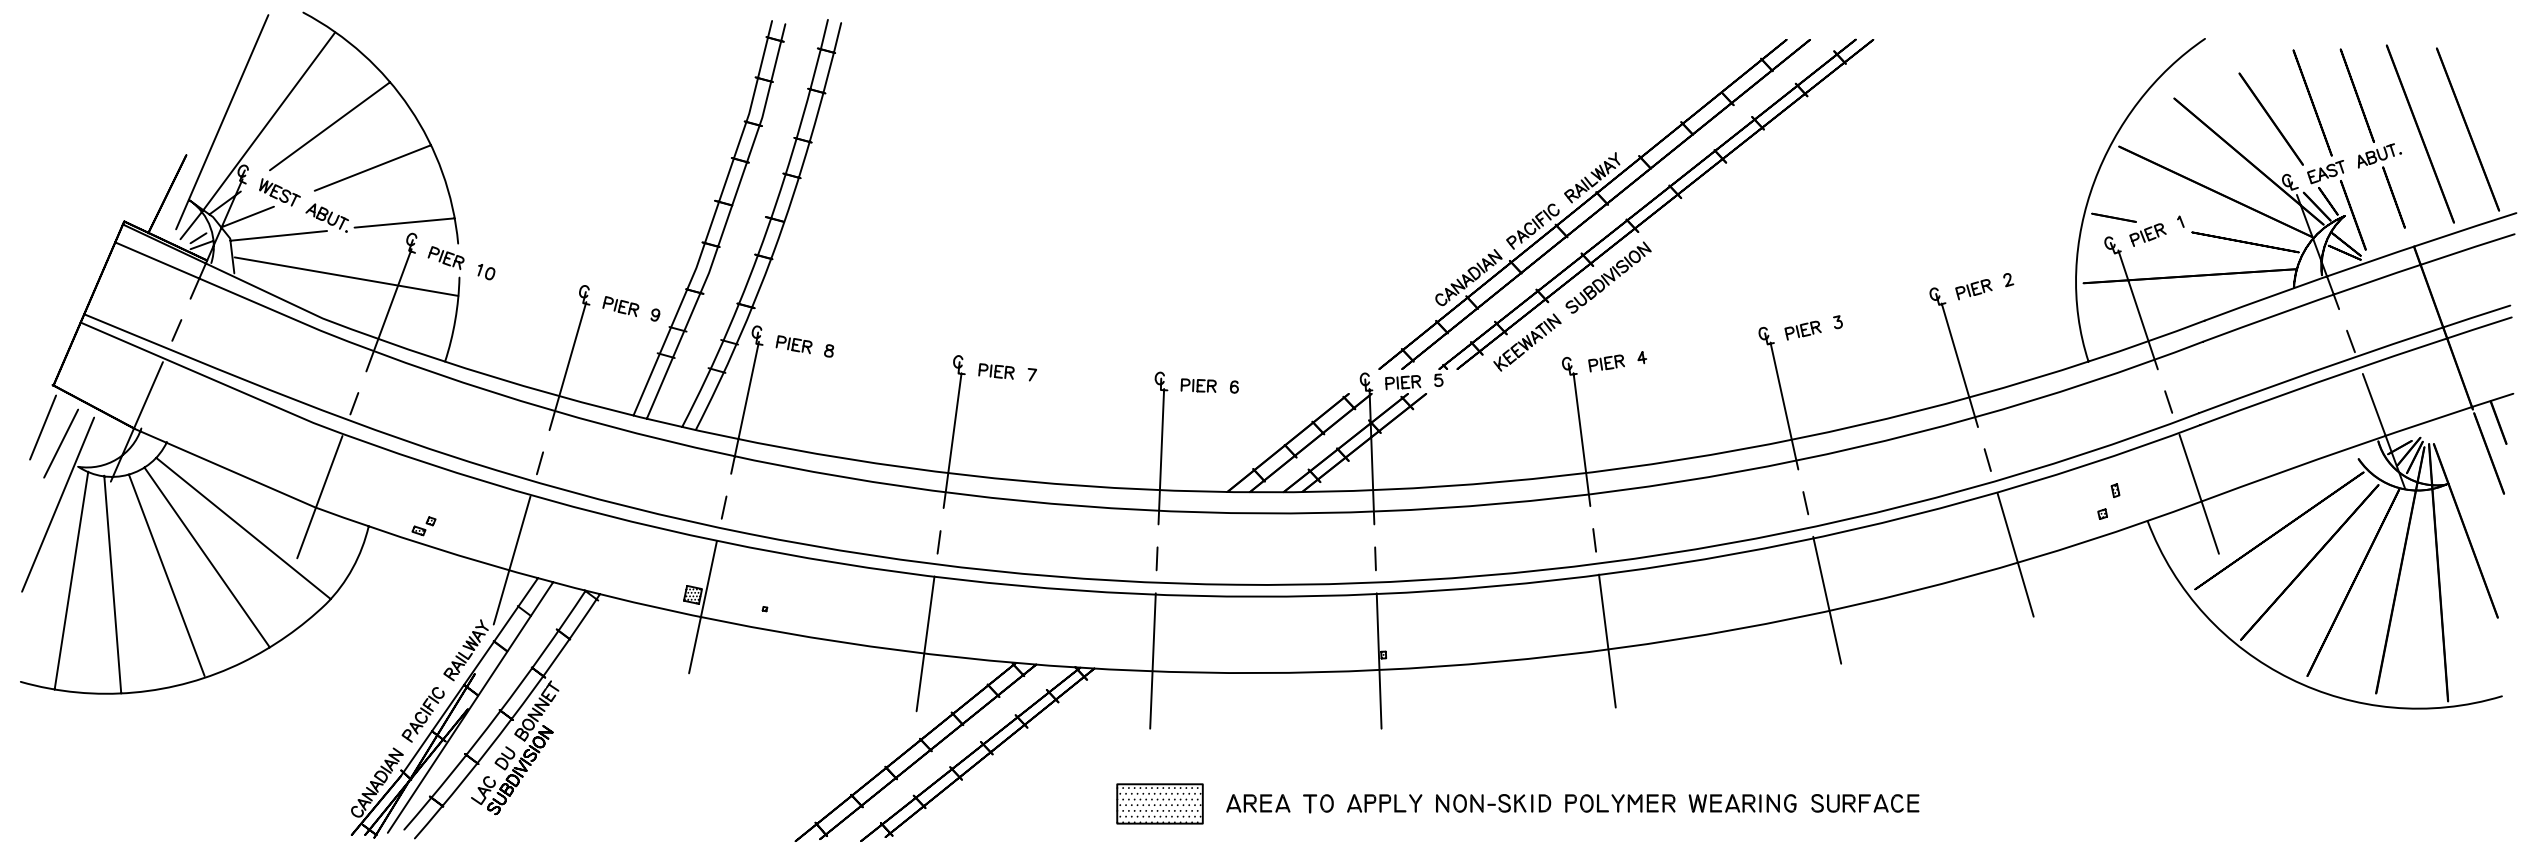 ℄ WEST ABUT.
℄ PIER 10
℄ PIER 9
℄ PIER 8
℄ PIER 7
℄ PIER 6
℄ PIER 5
℄ PIER 4
℄ PIER 3
℄ PIER 2
℄ PIER 1
℄ EAST ABUT.
CANADIAN PACIFIC RAILWAY
KEEWATIN SUBDIVISION
CANADIAN PACIFIC RAILWAY
LAC DU BONNET
SUBDIVISION
AREA TO APPLY NON-SKID POLYMER WEARING SURFACE